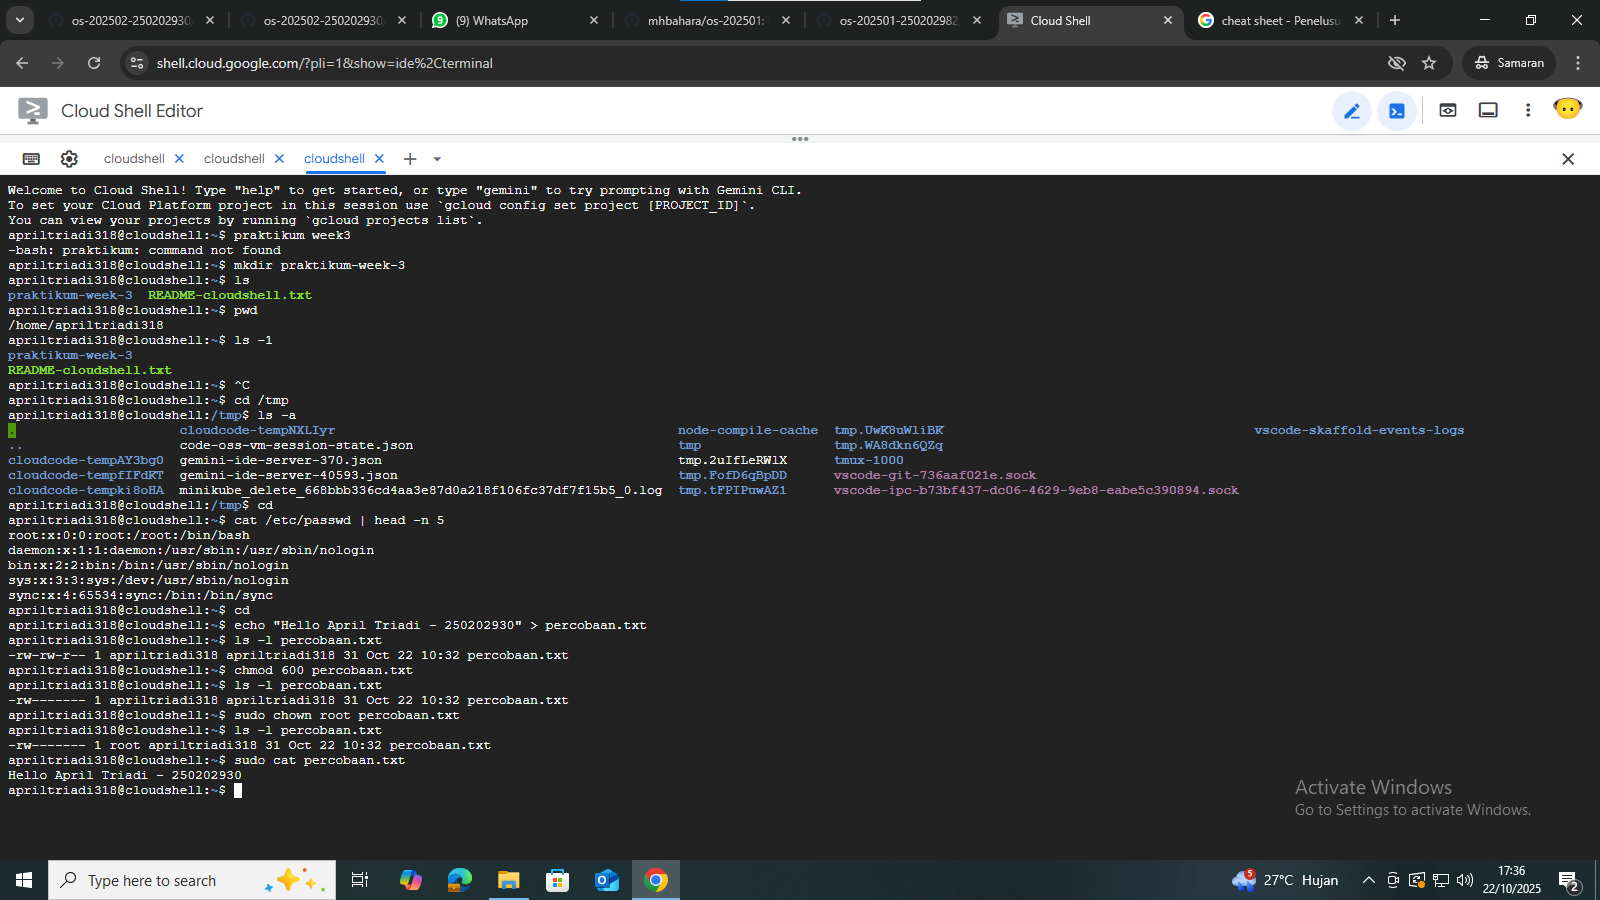 os-202502-250202930
os-202502-250202930
(9) WhatsApp
mhbahara/os-202501:
os-202501-250202982
Cloud Shell
cheat sheet - Penelusu
shell.cloud.google.com/?pli=1&show=ide%2Cterminal
Samaran
Cloud Shell Editor
cloudshell
cloudshell
cloudshell
Welcome to Cloud Shell! Type "help" to get started, or type "gemini" to try prompting with Gemini CLI.
To set your Cloud Platform project in this session use `gcloud config set project [PROJECT_ID]`.
You can view your projects by running `gcloud projects list`.
apriltriadi318@cloudshell:~$ praktikum week3
-bash: praktikum: command not found
apriltriadi318@cloudshell:~$ mkdir praktikum-week-3
apriltriadi318@cloudshell:~$ ls
praktikum-week-3  README-cloudshell.txt
apriltriadi318@cloudshell:~$ pwd
/home/apriltriadi318
apriltriadi318@cloudshell:~$ ls -1
praktikum-week-3
README-cloudshell.txt
apriltriadi318@cloudshell:~$ ^C
apriltriadi318@cloudshell:~$ cd /tmp
apriltriadi318@cloudshell:/tmp$ ls -a
.  cloudcode-tempNXLIyr  node-compile-cache  tmp.UwK8uWliBK  vscode-skaffold-events-logs
..  code-oss-vm-session-state.json  tmp  tmp.WA8dkn6QZq
cloudcode-tempAY3bg0  gemini-ide-server-370.json  tmp.2uIfLeRWlX  tmux-1000
cloudcode-tempfIFdKT  gemini-ide-server-40593.json  tmp.FofD6qBpDD  vscode-git-736aaf021e.sock
cloudcode-tempki8oHA  minikube_delete_668bbb336cd4aa3e87d0a218f106fc37df7f15b5_0.log  tmp.tFPIPuwAZ1  vscode-ipc-b73bf437-dc06-4629-9eb8-eabe5c390894.sock
apriltriadi318@cloudshell:/tmp$ cd
apriltriadi318@cloudshell:~$ cat /etc/passwd | head -n 5
root:x:0:0:root:/root:/bin/bash
daemon:x:1:1:daemon:/usr/sbin:/usr/sbin/nologin
bin:x:2:2:bin:/bin:/usr/sbin/nologin
sys:x:3:3:sys:/dev:/usr/sbin/nologin
sync:x:4:65534:sync:/bin:/bin/sync
apriltriadi318@cloudshell:~$ cd
apriltriadi318@cloudshell:~$ echo "Hello April Triadi - 250202930" > percobaan.txt
apriltriadi318@cloudshell:~$ ls -l percobaan.txt
-rw-rw-r-- 1 apriltriadi318 apriltriadi318 31 Oct 22 10:32 percobaan.txt
apriltriadi318@cloudshell:~$ chmod 600 percobaan.txt
apriltriadi318@cloudshell:~$ ls -l percobaan.txt
-rw------- 1 apriltriadi318 apriltriadi318 31 Oct 22 10:32 percobaan.txt
apriltriadi318@cloudshell:~$ sudo chown root percobaan.txt
apriltriadi318@cloudshell:~$ ls -l percobaan.txt
-rw------- 1 root apriltriadi318 31 Oct 22 10:32 percobaan.txt
apriltriadi318@cloudshell:~$ sudo cat percobaan.txt
Hello April Triadi - 250202930
apriltriadi318@cloudshell:~$
Activate Windows
Go to Settings to activate Windows.
Type here to search
5
27°C Hujan
17:36
22/10/2025
2